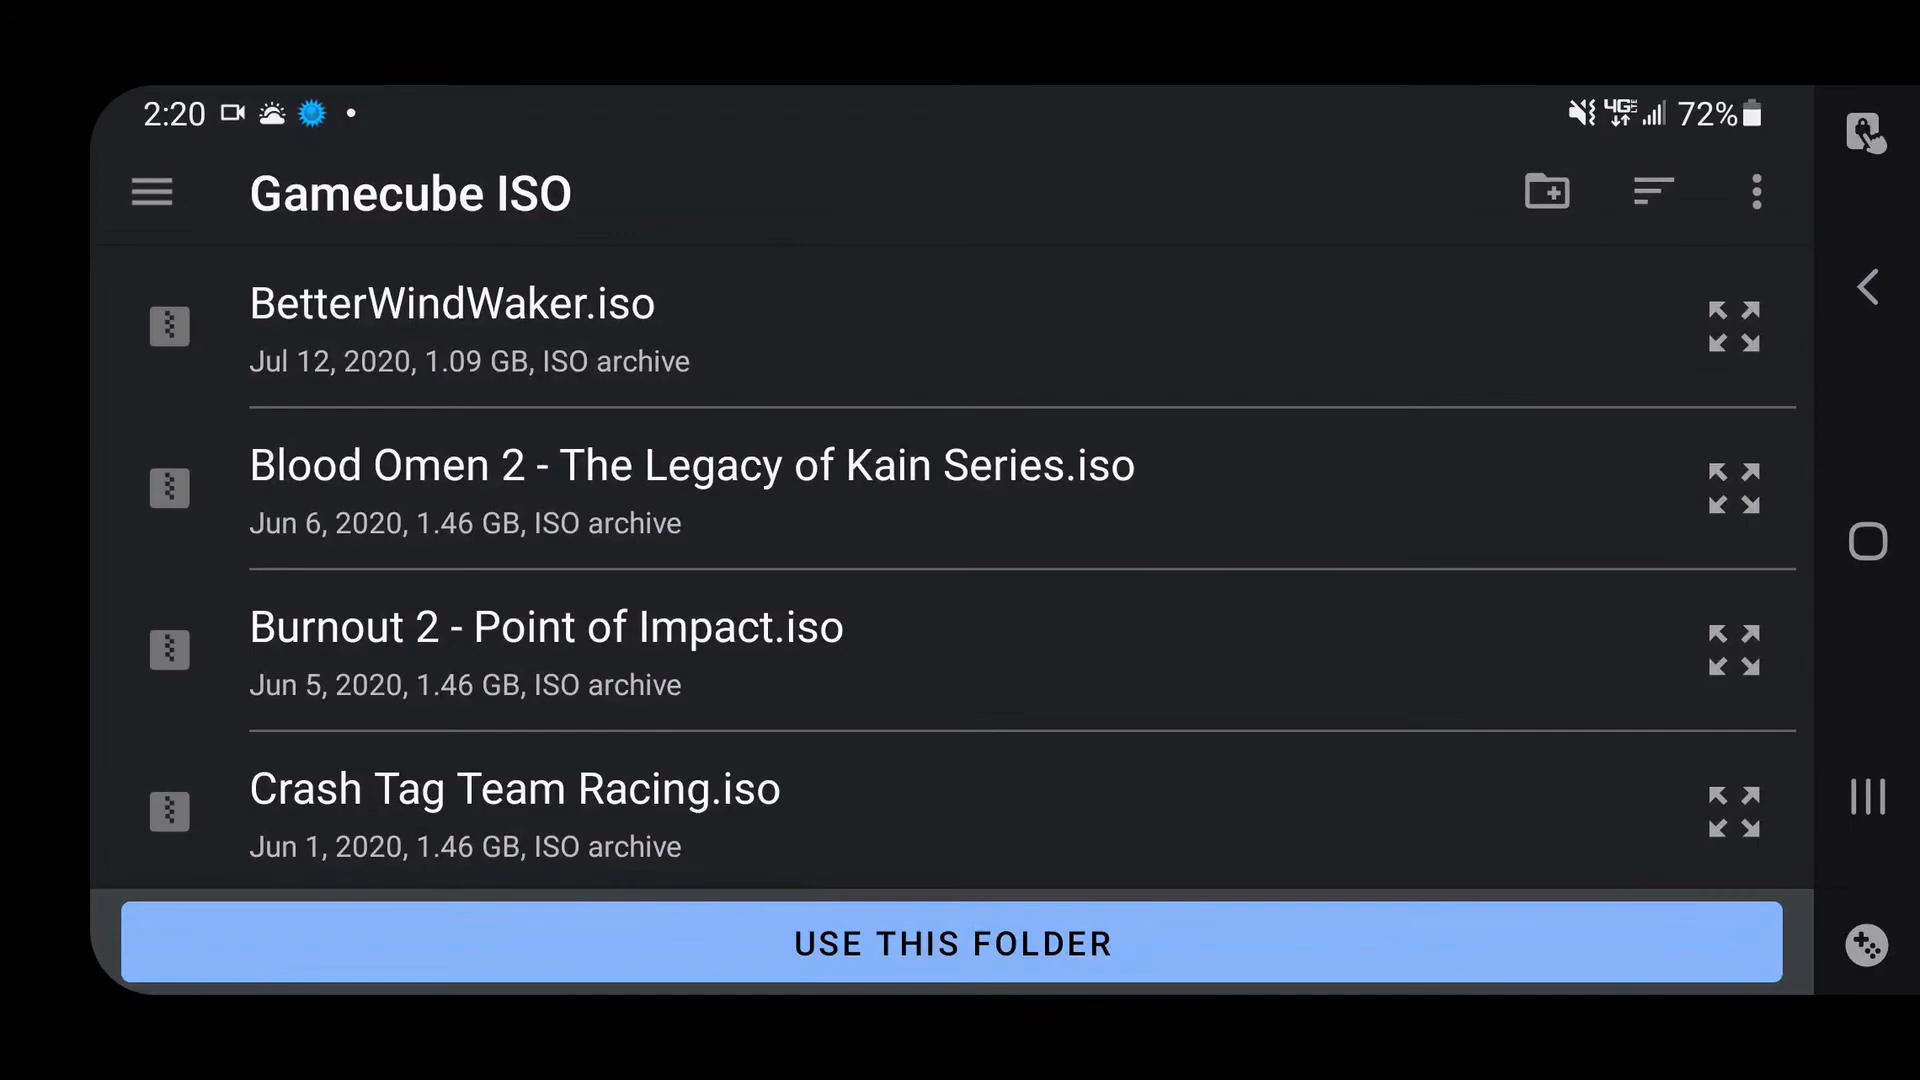 2:20
4G LTE 72%
Gamecube ISO
BetterWindWaker.iso
Jul 12, 2020, 1.09 GB, ISO archive
Blood Omen 2 - The Legacy of Kain Series.iso
Jun 6, 2020, 1.46 GB, ISO archive
Burnout 2 - Point of Impact.iso
Jun 5, 2020, 1.46 GB, ISO archive
Crash Tag Team Racing.iso
Jun 1, 2020, 1.46 GB, ISO archive
USE THIS FOLDER